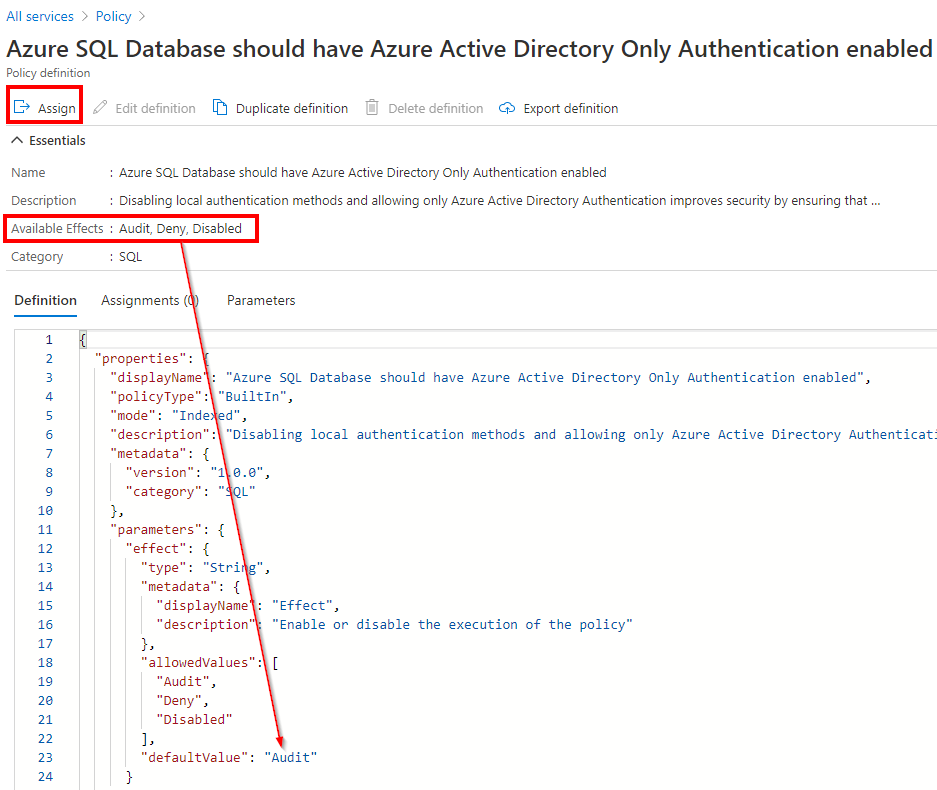 All services > Policy >
Azure SQL Database should have Azure Active Directory Only Authentication enabled
Policy definition
Assign Edit definition Duplicate definition Delete definition Export definition
Essentials
Name : Azure SQL Database should have Azure Active Directory Only Authentication enabled
Description : Disabling local authentication methods and allowing only Azure Active Directory Authentication improves security by ensuring that ...
Available Effects : Audit, Deny, Disabled
Category : SQL
Definition Assignments (0) Parameters
1 {
2 "properties": {
3 "displayName": "Azure SQL Database should have Azure Active Directory Only Authentication enabled",
4 "policyType": "BuiltIn",
5 "mode": "Indexed",
6 "description": "Disabling local authentication methods and allowing only Azure Active Directory Authenticati
7 "metadata": {
8 "version": "1.0.0",
9 "category": "SQL"
10 },
11 "parameters": {
12 "effect": {
13 "type": "String",
14 "metadata": {
15 "displayName": "Effect",
16 "description": "Enable or disable the execution of the policy"
17 },
18 "allowedValues": [
19 "Audit",
20 "Deny",
21 "Disabled"
22 ],
23 "defaultValue": "Audit"
24 }